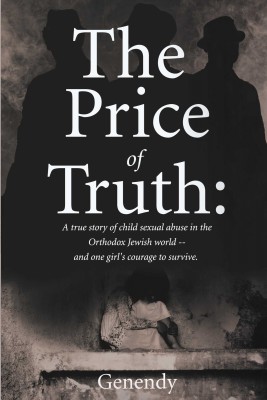 The
Price
of
Truth:
A true story of child sexual abuse in the
Orthodox Jewish world --
and one girl's courage to survive.
Genendy